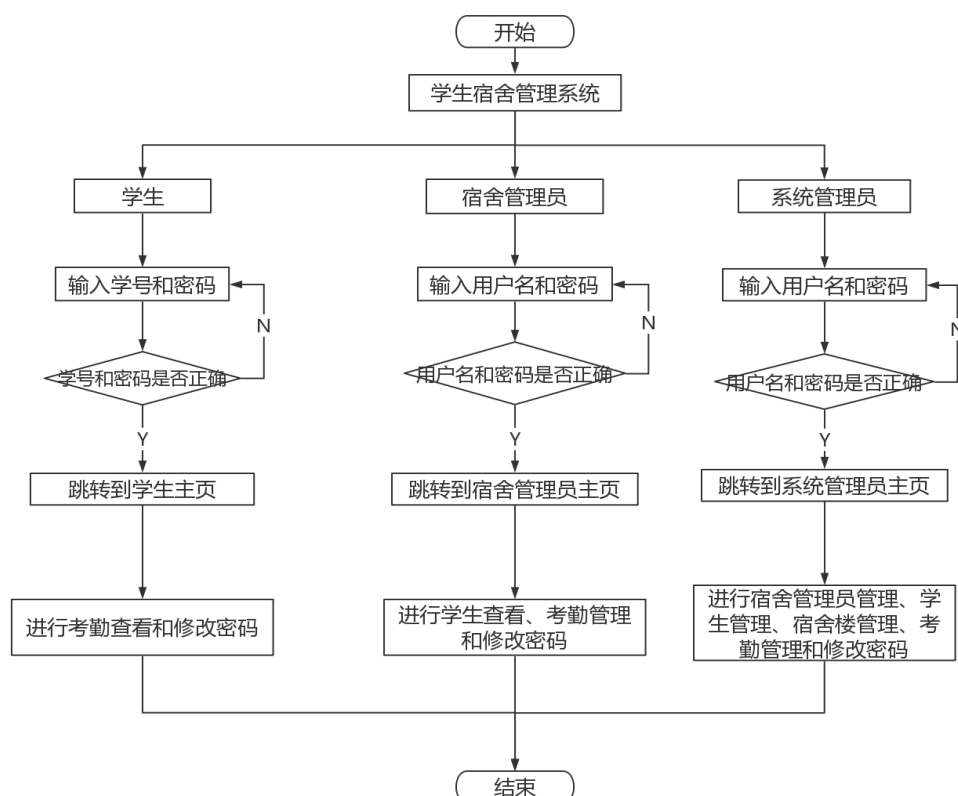 开始
学生宿舍管理系统
学生
宿舍管理员
系统管理员
输入学号和密码
输入用户名和密码
输入用户名和密码
N
N
N
学号和密码是否正确
用户名和密码是否正确
用户名和密码是否正确
Y
Y
Y
跳转到学生主页
跳转到宿舍管理员主页
跳转到系统管理员主页
进行考勤查看和修改密码
进行学生查看、考勤管理
和修改密码
进行宿舍管理员管理、学
生管理、宿舍楼管理、考
勤管理和修改密码
结束